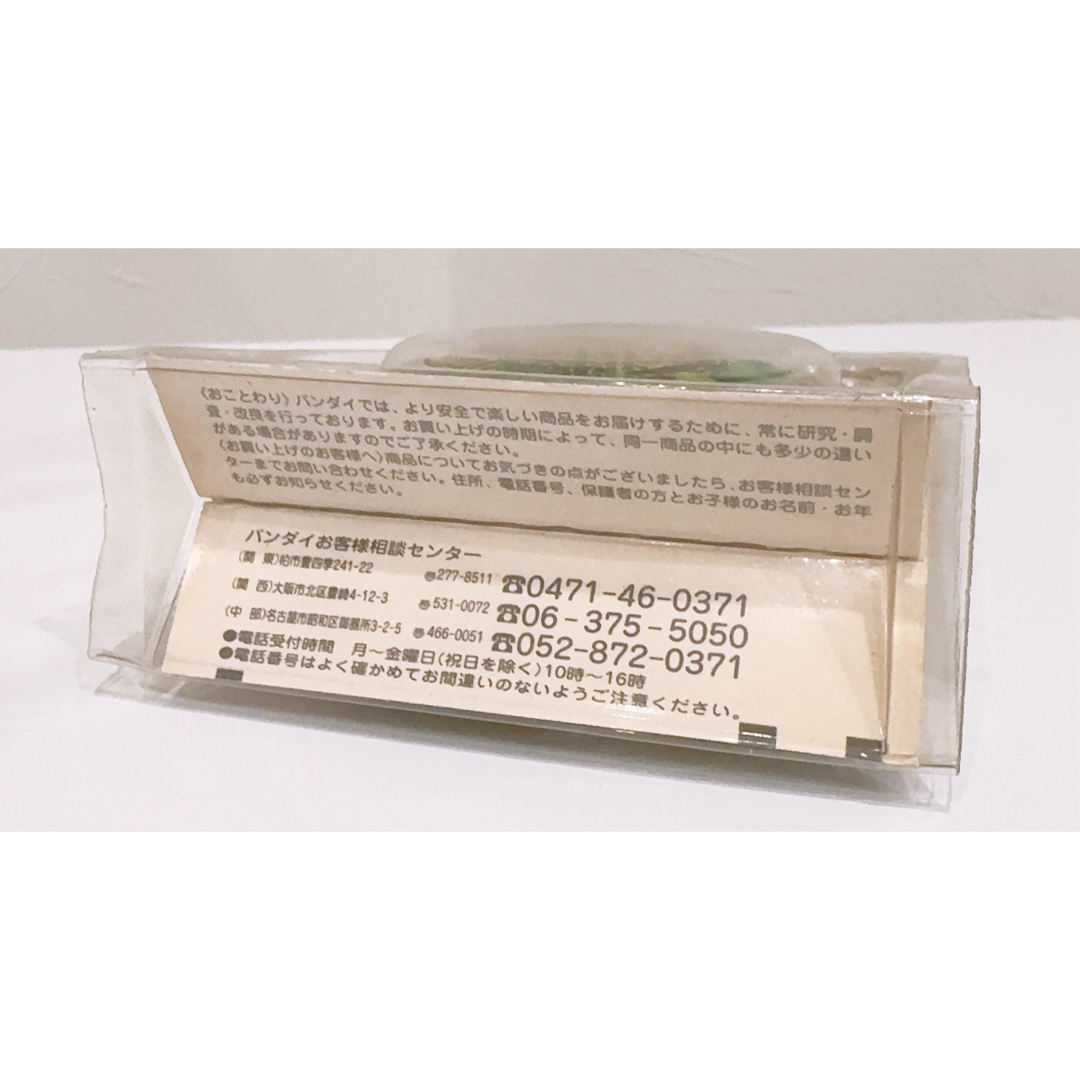 〈おことわり〉バンダイでは、より安全で楽しい商品をお届けするために、常に研究・調
査・改良を行っております。お買い上げの時期によって、同一商品の中にも多少の違い
がある場合がありますのでご了承ください。
〈お買い上げのお客様へ〉商品についてお気づきの点がございましたら、お客様相談セン
ターまでお問い合わせください。住所、電話番号、保護者の方とお子様のお名前・お年
も必ずお知らせください。
バンダイお客様相談センター
(関 東)柏市豊四季241-22 〠277-8511 ☎0471-46-0371
(関 西)大阪市北区豊崎4-12-3 〠531-0072 ☎06-375-5050
(中 部)名古屋市昭和区御器所3-2-5 〠466-0051 ☎052-872-0371
●電話受付時間 月〜金曜日(祝日を除く)10時〜16時
●電話番号はよく確かめてお間違いのないようご注意ください。